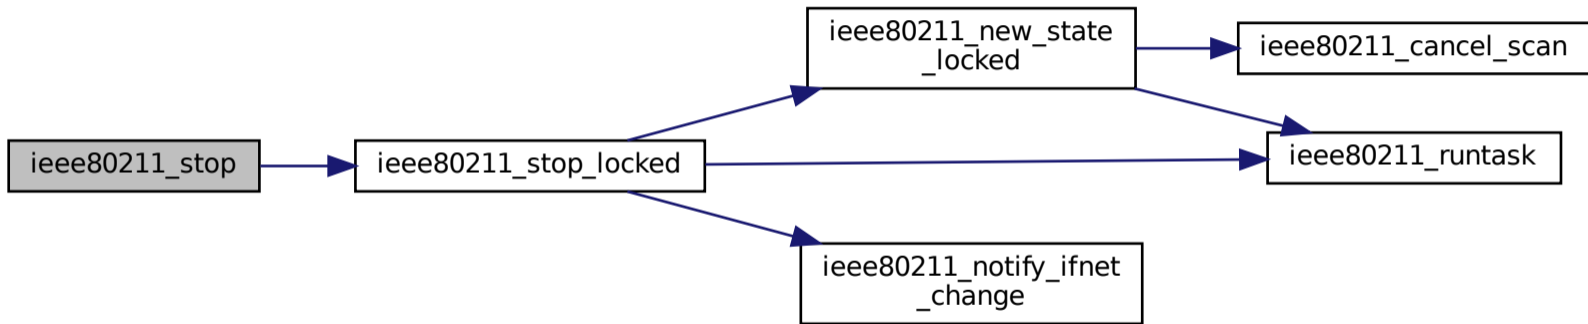 ieee80211_stop
ieee80211_stop_locked
ieee80211_new_state
_locked
ieee80211_cancel_scan
ieee80211_runtask
ieee80211_notify_ifnet
_change